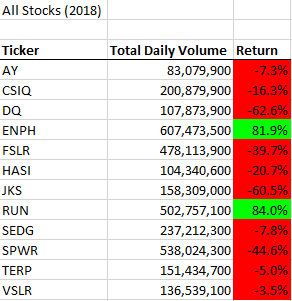 All Stocks (2018)
Ticker Total Daily Volume Return
AY 83,079,900 -7.3%
CSIQ 200,879,900 -16.3%
DQ 107,873,900 -62.6%
ENPH 607,473,500 81.9%
FSLR 478,113,900 -39.7%
HASI 104,340,600 -20.7%
JKS 158,309,000 -60.5%
RUN 502,757,100 84.0%
SEDG 237,212,300 -7.8%
SPWR 538,024,300 -44.6%
TERP 151,434,700 -5.0%
VSLR 136,539,100 -3.5%